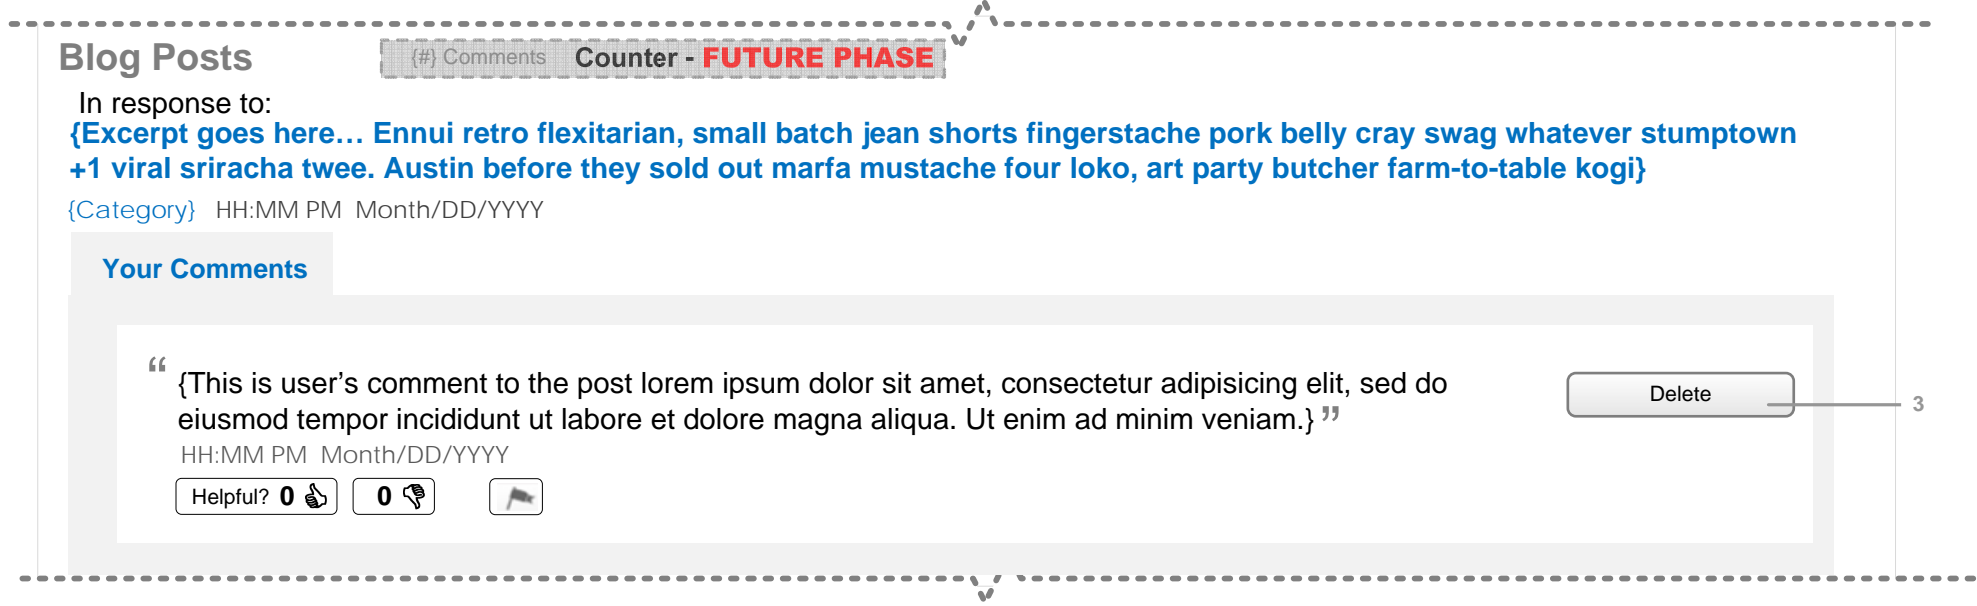 Blog Posts {#} Comments Counter - FUTURE PHASE
In response to:
{Excerpt goes here… Ennui retro flexitarian, small batch jean shorts fingerstache pork belly cray swag whatever stumptown
+1 viral sriracha twee. Austin before they sold out marfa mustache four loko, art party butcher farm-to-table kogi}
{Category} HH:MM PM Month/DD/YYYY
Your Comments
“ {This is user’s comment to the post lorem ipsum dolor sit amet, consectetur adipisicing elit, sed do
eiusmod tempor incididunt ut labore et dolore magna aliqua. Ut enim ad minim veniam.} ”
Delete
3
HH:MM PM Month/DD/YYYY
Helpful? 0 0